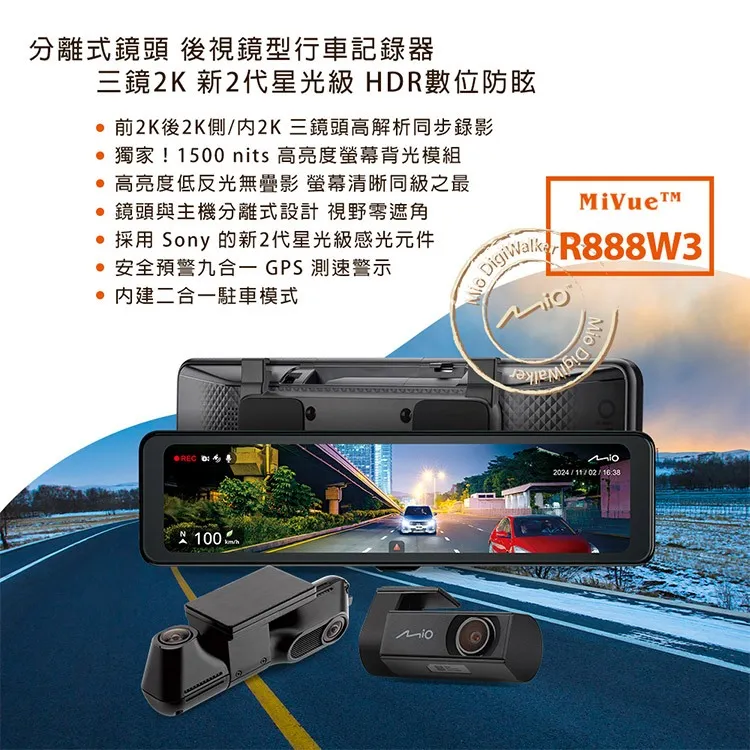 分離式鏡頭 後視鏡型行車記錄器
三鏡2K 新2代星光級 HDR數位防眩
• 前2K後2K側/內2K 三鏡頭高解析同步錄影
• 獨家！1500 nits 高亮度螢幕背光模組
• 高亮度低反光無疊影 螢幕清晰同級之最
• 鏡頭與主機分離式設計 視野零遮角
• 採用 Sony 的新2代星光級感光元件
• 安全預警九合一 GPS 測速警示
• 內建二合一駐車模式
MiVue™
R888W3
Mio DigiWalker
Mio
Mio DigiWalker
REC
Mio
2024 / 11 / 02 / 16:38
N
100 km/h
Mio